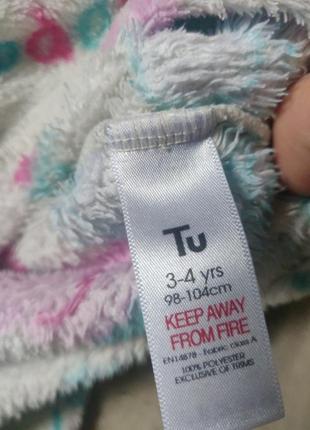 Tu
3-4 yrs
98-104cm
KEEP AWAY
FROM FIRE
EN14878 - Fabric class A
100% POLYESTER
EXCLUSIVE OF TRIMS